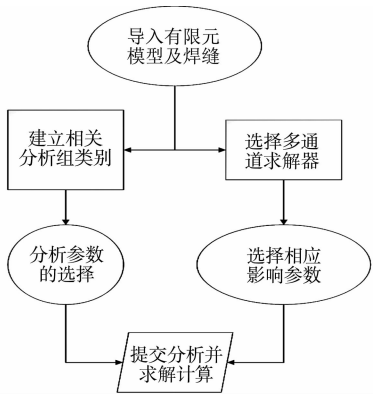 导入有限元
模型及焊缝
建立相关
分析组类别
选择多通
道求解器
分析参数
的选择
选择相应
影响参数
提交分析并
求解计算